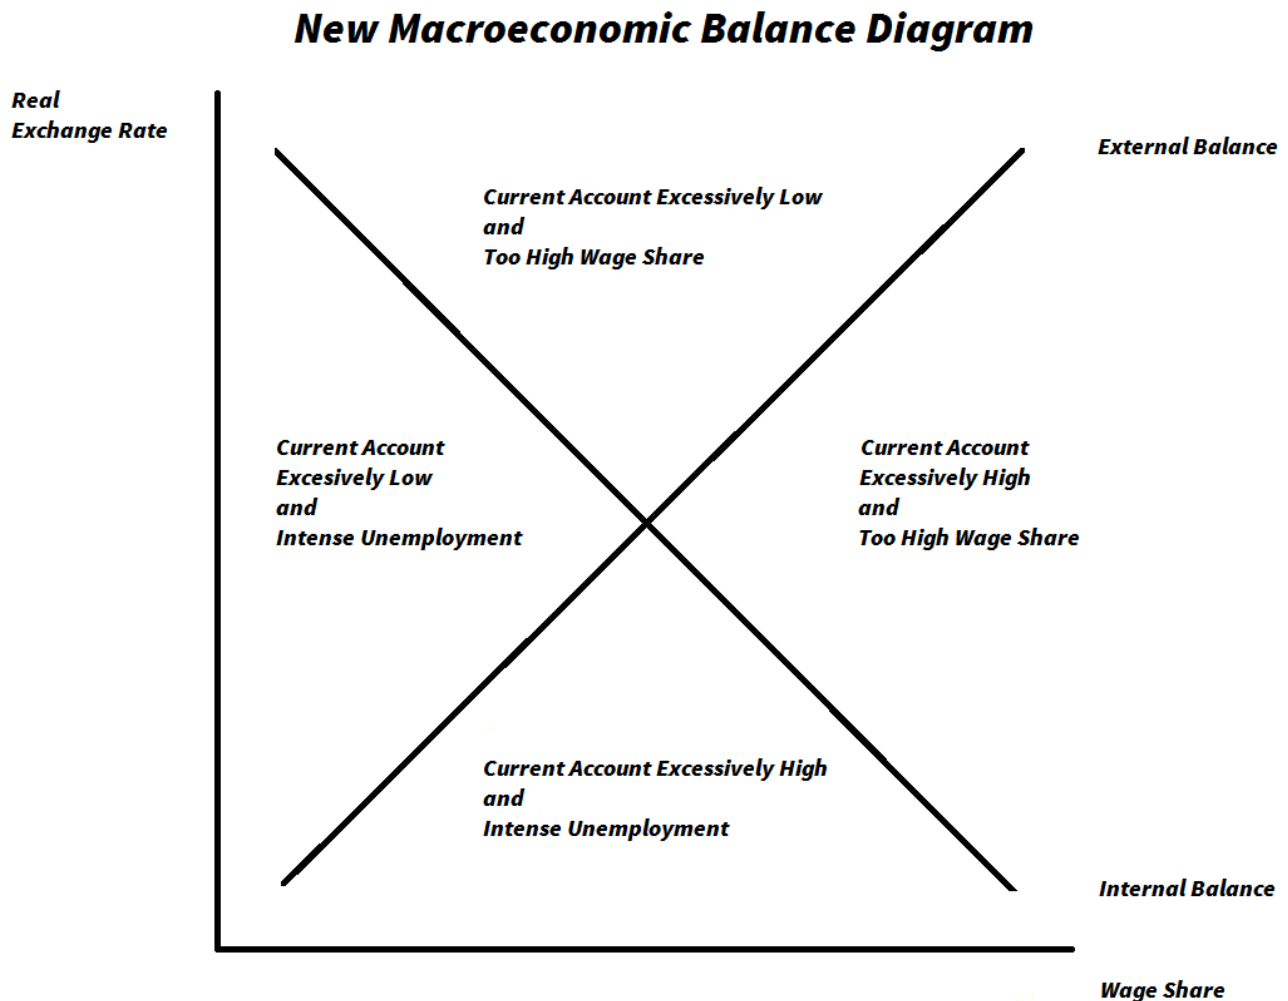 New Macroeconomic Balance Diagram
Real
Exchange Rate
External Balance
Current Account Excessively Low
and
Too High Wage Share
Current Account
Excesively Low
and
Intense Unemployment
Current Account
Excessively High
and
Too High Wage Share
Current Account Excessively High
and
Intense Unemployment
Internal Balance
Wage Share